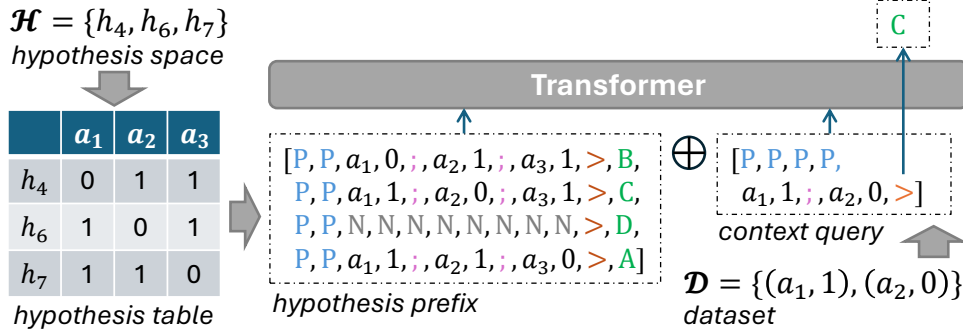 𝓗 = {h₄, h₆, h₇}
hypothesis space
a₁ a₂ a₃
h₄ 0 1 1
h₆ 1 0 1
h₇ 1 1 0
hypothesis table
Transformer
[P, P, a₁, 0, ;, a₂, 1, ;, a₃, 1, >, B,
P, P, a₁, 1, ;, a₂, 0, ;, a₃, 1, >, C,
P, P, N, N, N, N, N, N, N, N, >, D,
P, P, a₁, 1, ;, a₂, 1, ;, a₃, 0, >, A]
hypothesis prefix
⊕
C
[P, P, P, P,
a₁, 1, ;, a₂, 0, >]
context query
𝓓 = {(a₁, 1), (a₂, 0)}
dataset